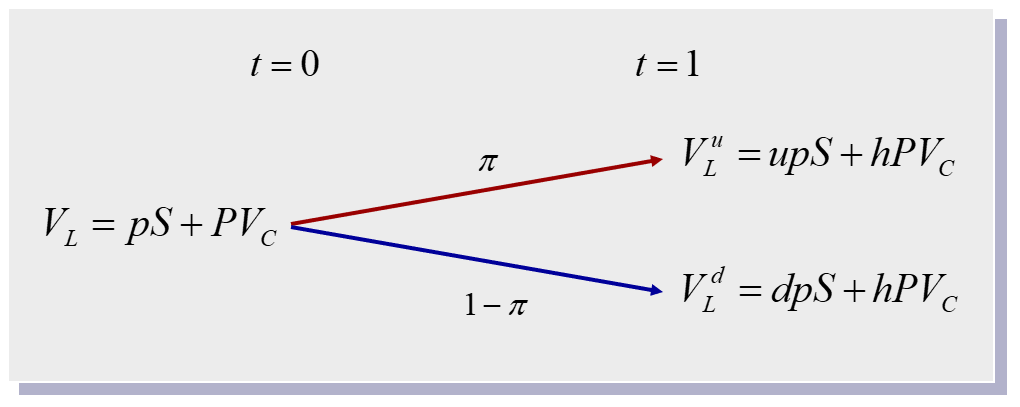 t = 0
t = 1
π
V_L^u = upS + hPV_C
V_L = pS + PV_C
1 − π
V_L^d = dpS + hPV_C